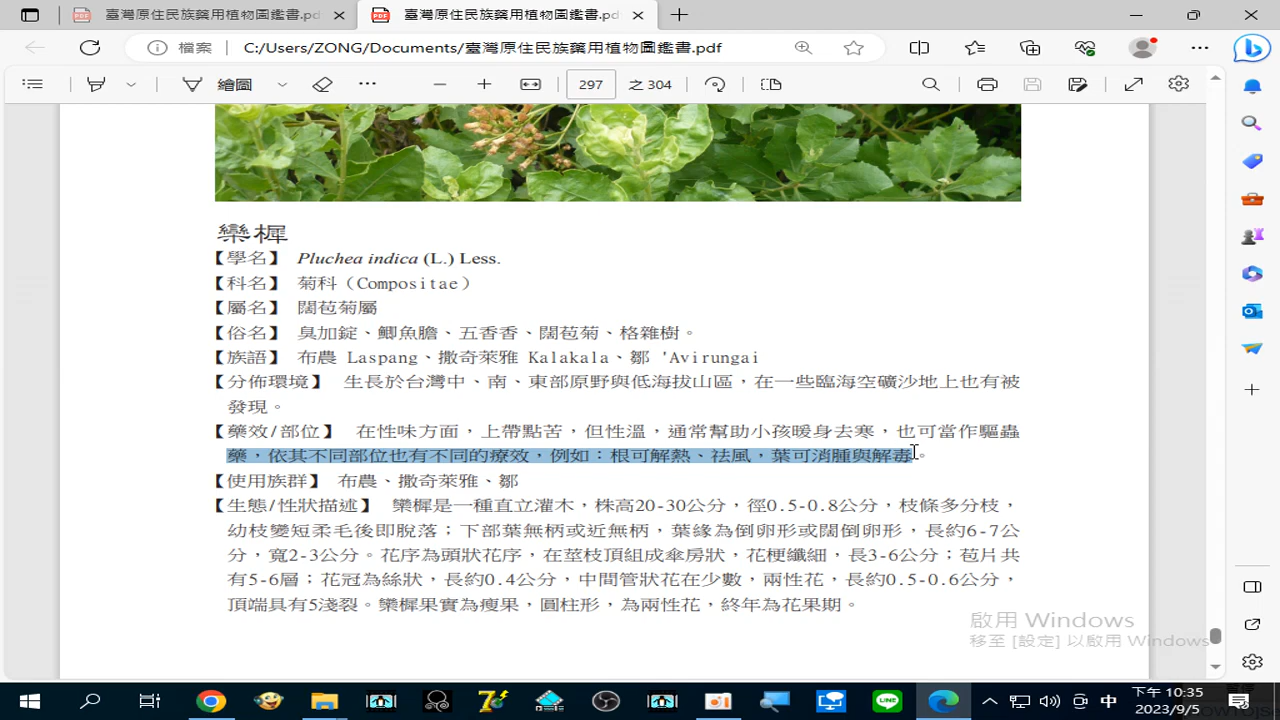 臺灣原住民族藥用植物圖鑑書.pd
臺灣原住民族藥用植物圖鑑書.pd
檔案
C:/Users/ZONG/Documents/臺灣原住民族藥用植物圖鑑書.pdf
繪圖
297
之 304
欒樨
【學名】 Pluchea indica (L.) Less.
【科名】 菊科（Compositae）
【屬名】 闊苞菊屬
【俗名】 臭加錠、鯽魚膽、五香香、闊苞菊、格雜樹。
【族語】 布農 Laspang、撒奇萊雅 Kalakala、鄒 'Avirungai
【分佈環境】 生長於台灣中、南、東部原野與低海拔山區，在一些臨海空礦沙地上也有被
發現。
【藥效/部位】 在性味方面，上帶點苦，但性溫，通常幫助小孩暖身去寒，也可當作驅蟲
藥，依其不同部位也有不同的療效，例如：根可解熱、祛風，葉可消腫與解毒。
【使用族群】 布農、撒奇萊雅、鄒
【生態/性狀描述】 欒樨是一種直立灌木，株高20-30公分，徑0.5-0.8公分，枝條多分枝，
幼枝變短柔毛後即脫落；下部葉無柄或近無柄，葉緣為倒卵形或闊倒卵形，長約6-7公
分，寬2-3公分。花序為頭狀花序，在莖枝頂組成傘房狀，花梗纖細，長3-6公分；苞片共
有5-6層；花冠為絲狀，長約0.4公分，中間管狀花在少數，兩性花，長約0.5-0.6公分，
頂端具有5淺裂。欒樨果實為瘦果，圓柱形，為兩性花，終年為花果期。
啟用 Windows
移至 [設定] 以啟用 Windows
中
下午 10:35
2023/9/5